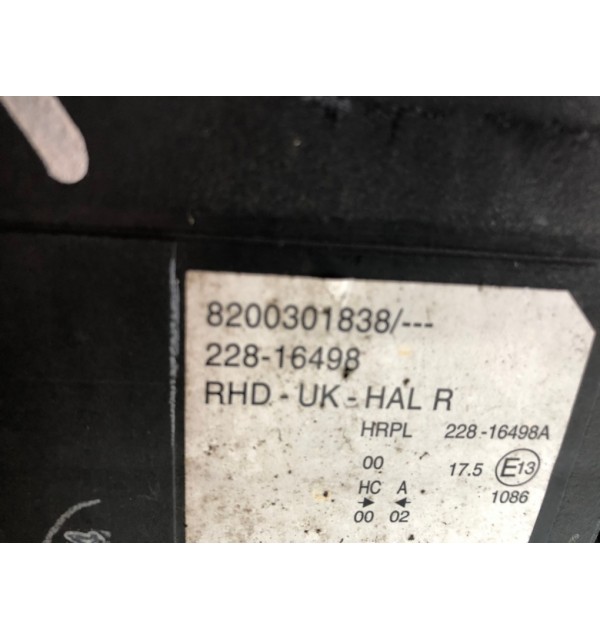 8200301838/---
228-16498
RHD - UK - HAL R
HRPL 228-16498A
00 17.5 E13
HC A 1086
00 02